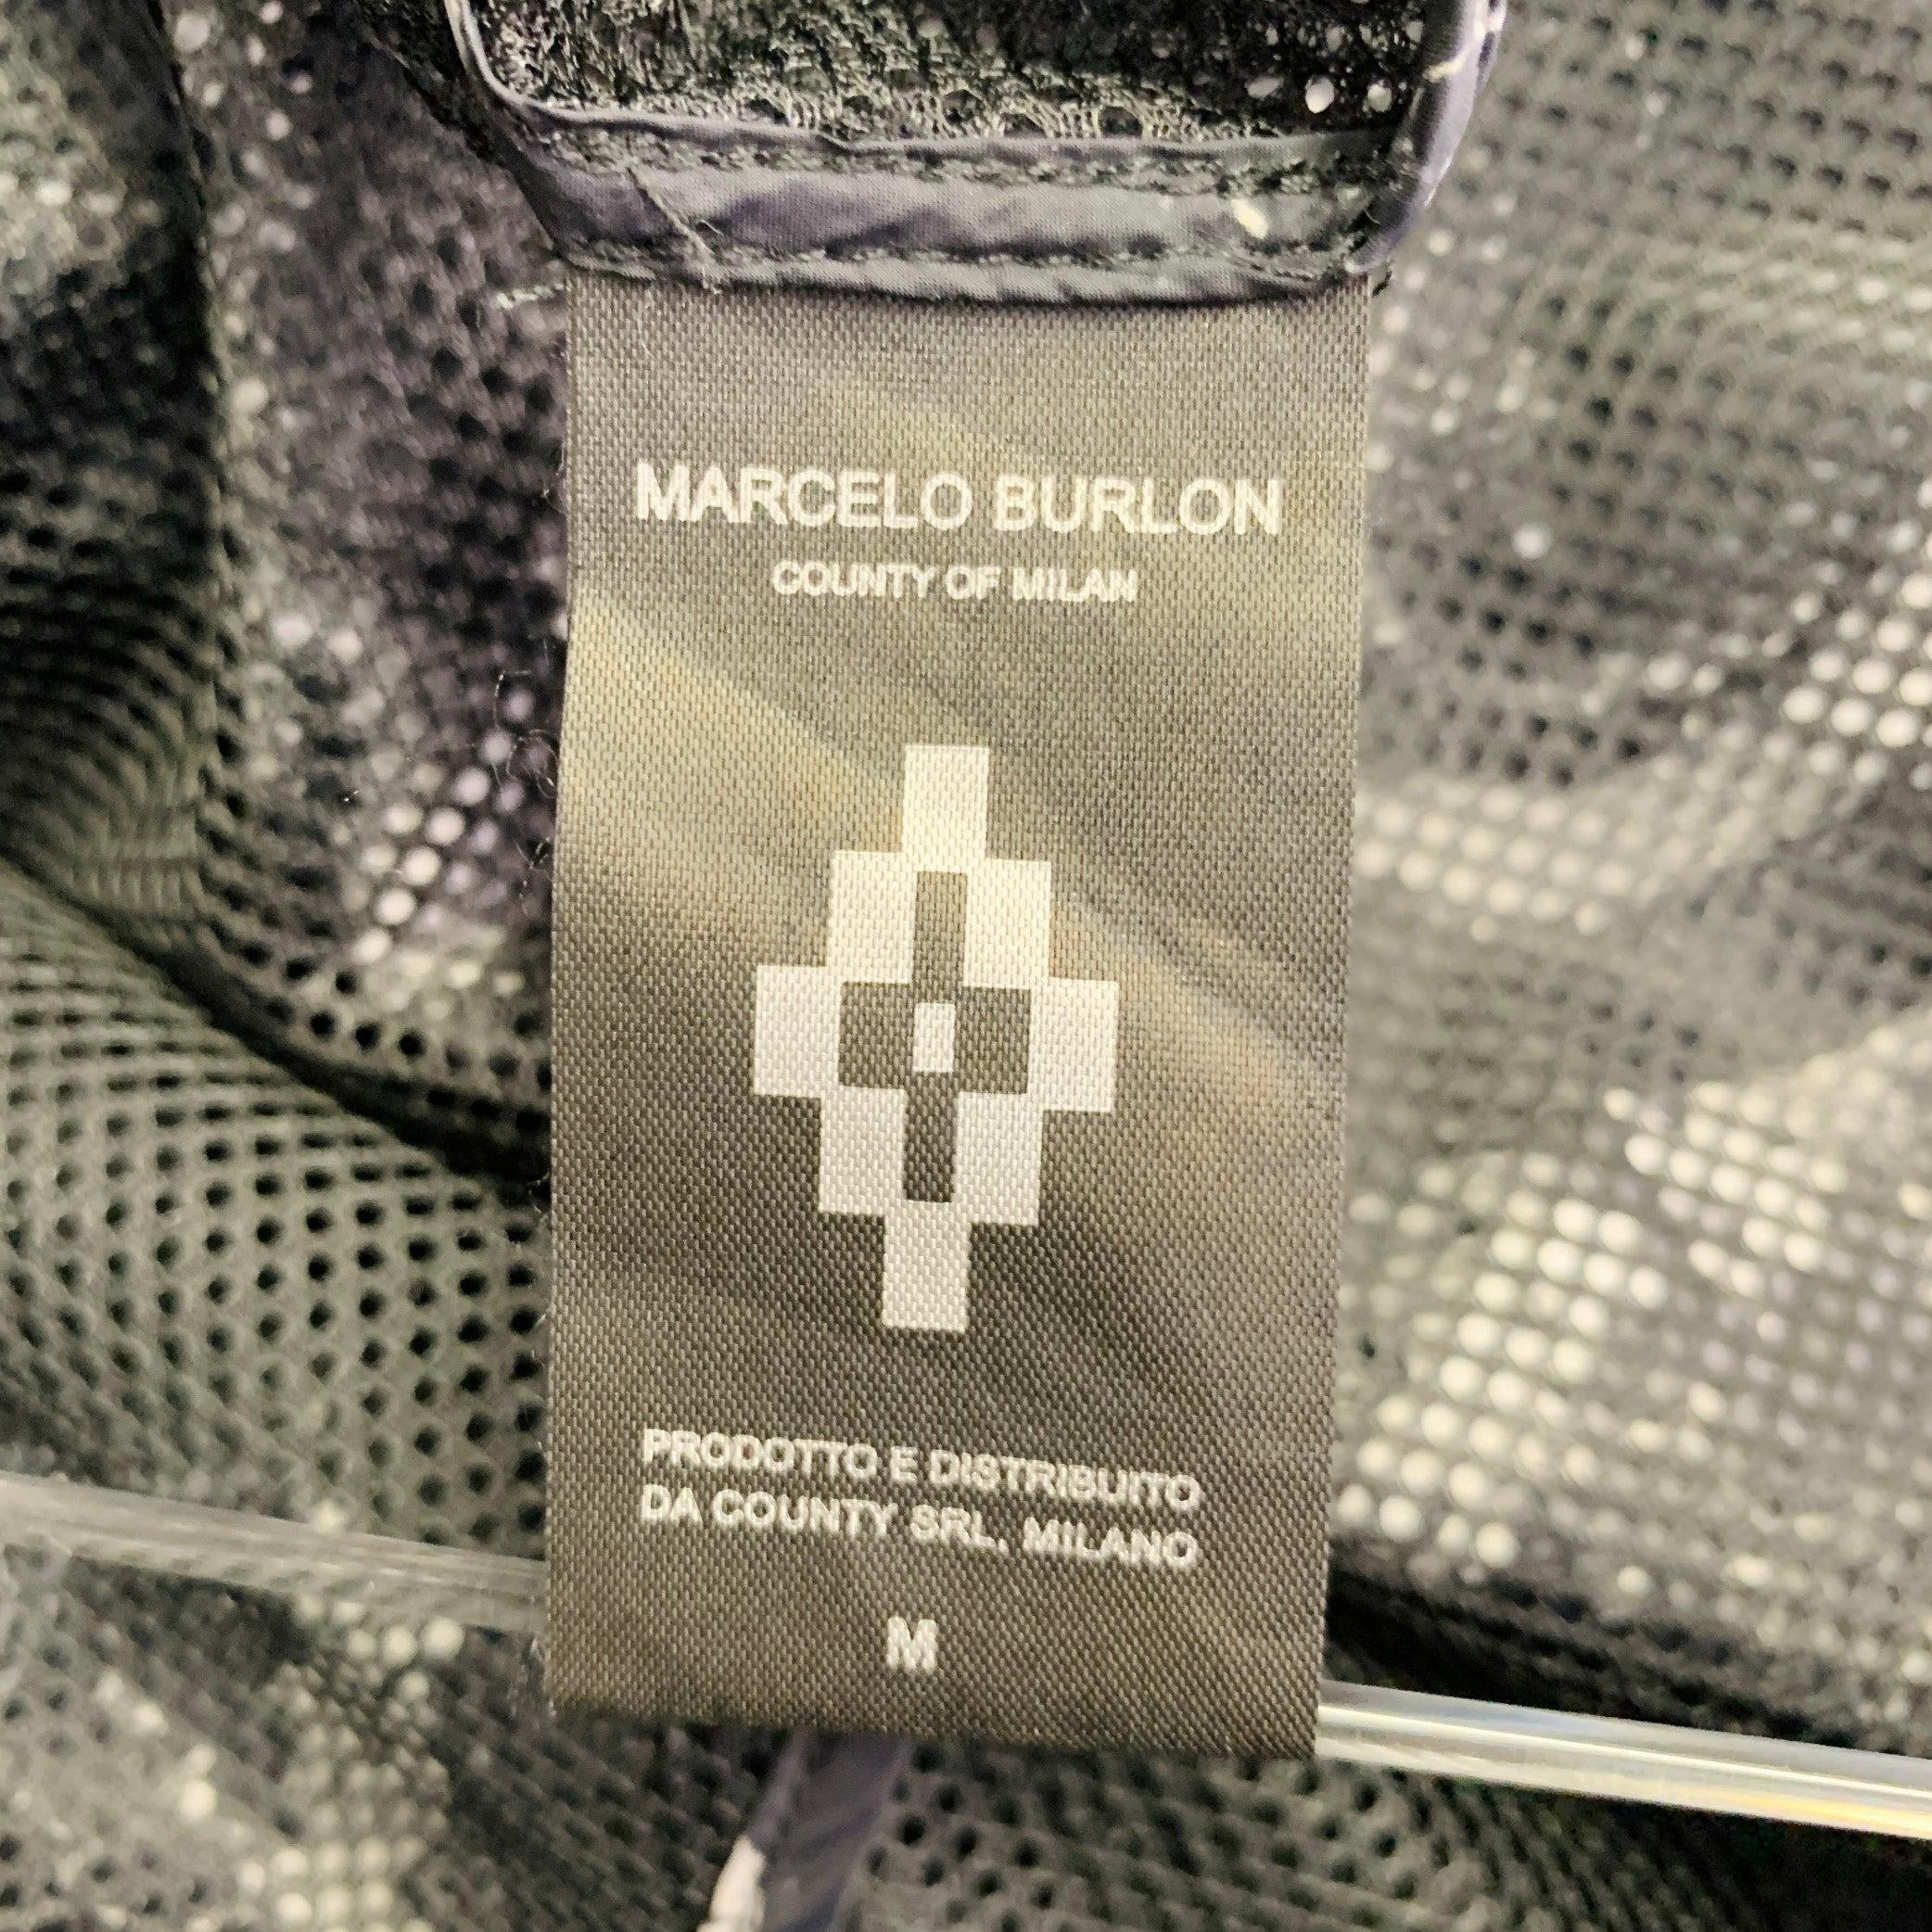 MARCELO BURLON
COUNTY OF MILAN
PRODOTTO E DISTRIBUITO
DA COUNTY SRL, MILANO
M